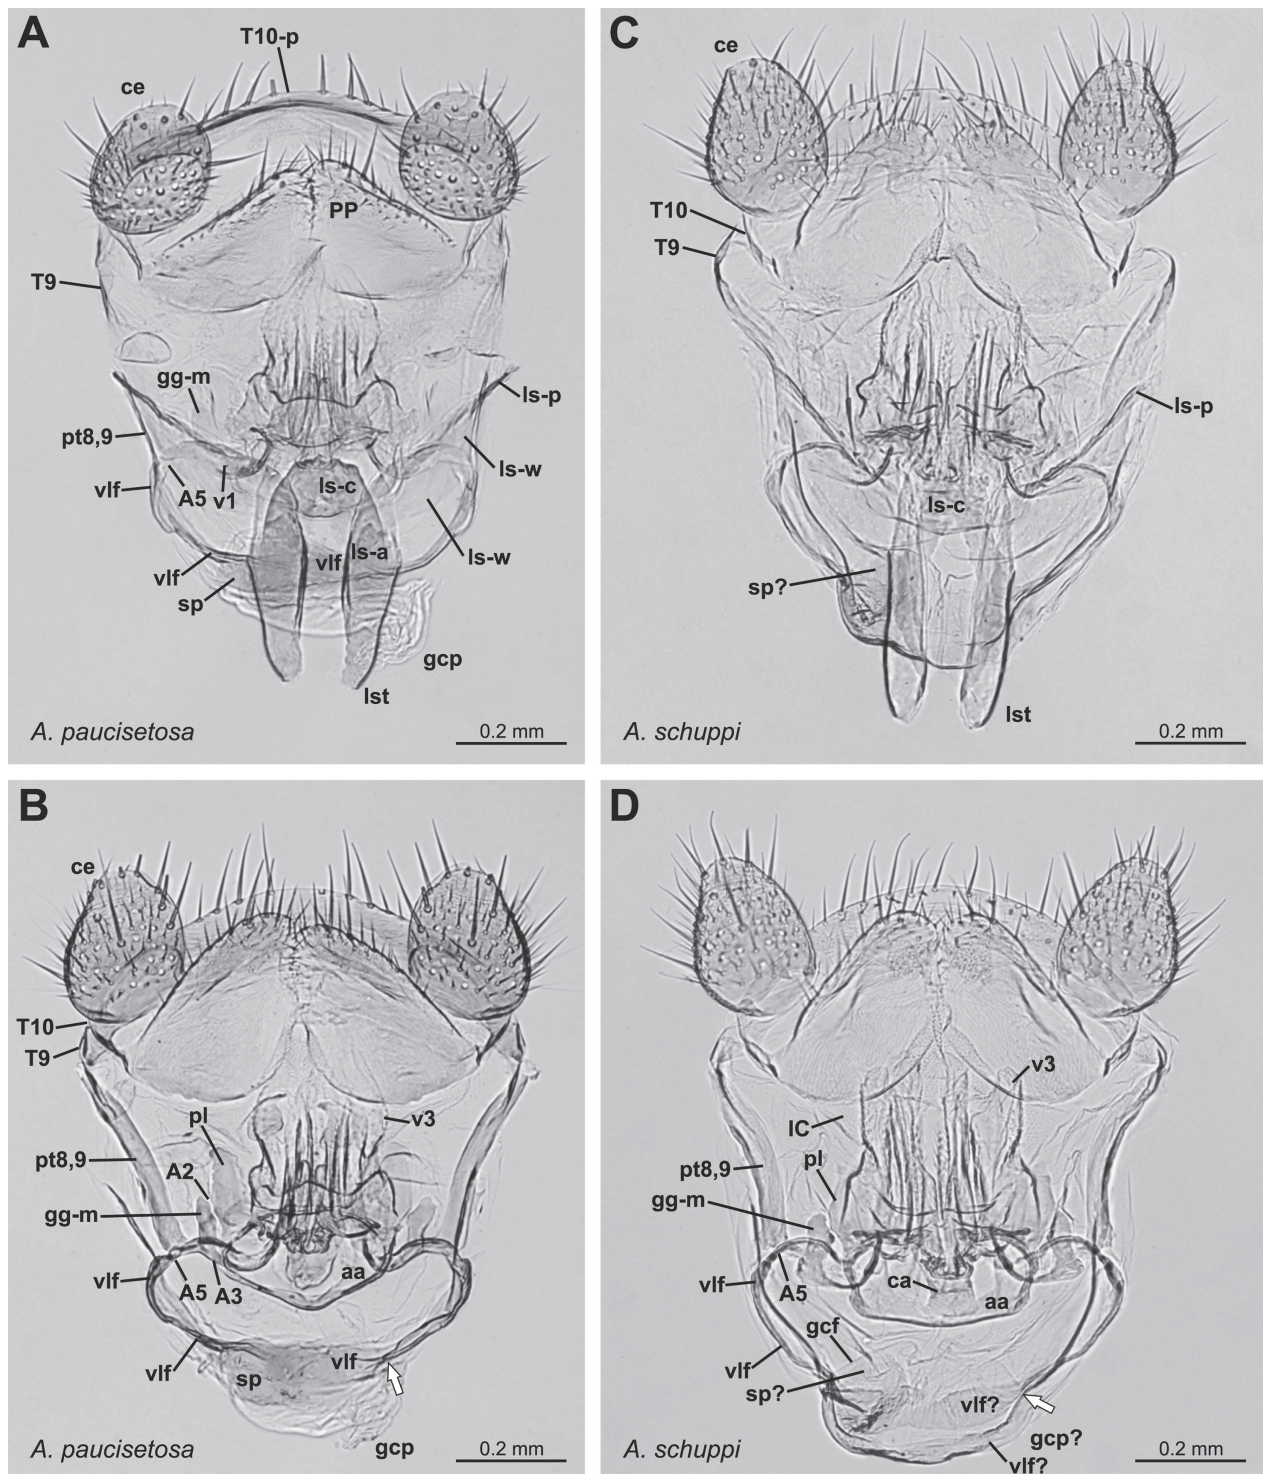 A
T10-p
ce
PP
T9
gg-m
ls-p
pt8,9
ls-w
vlf
A5 v1
ls-c
ls-a
vlf
ls-w
vlf
sp
gcp
lst
A. paucisetosa
0.2 mm
C
ce
T10
T9
ls-p
ls-c
sp?
lst
A. schuppi
0.2 mm
B
ce
T10
T9
pl
v3
pt8,9
A2
gg-m
aa
vlf
A5 A3
vlf
vlf
sp
gcp
A. paucisetosa
0.2 mm
D
v3
IC
pl
pt8,9
gg-m
ca
vlf
A5
aa
gcf
vlf
sp?
vlf?
gcp?
vlf?
A. schuppi
0.2 mm